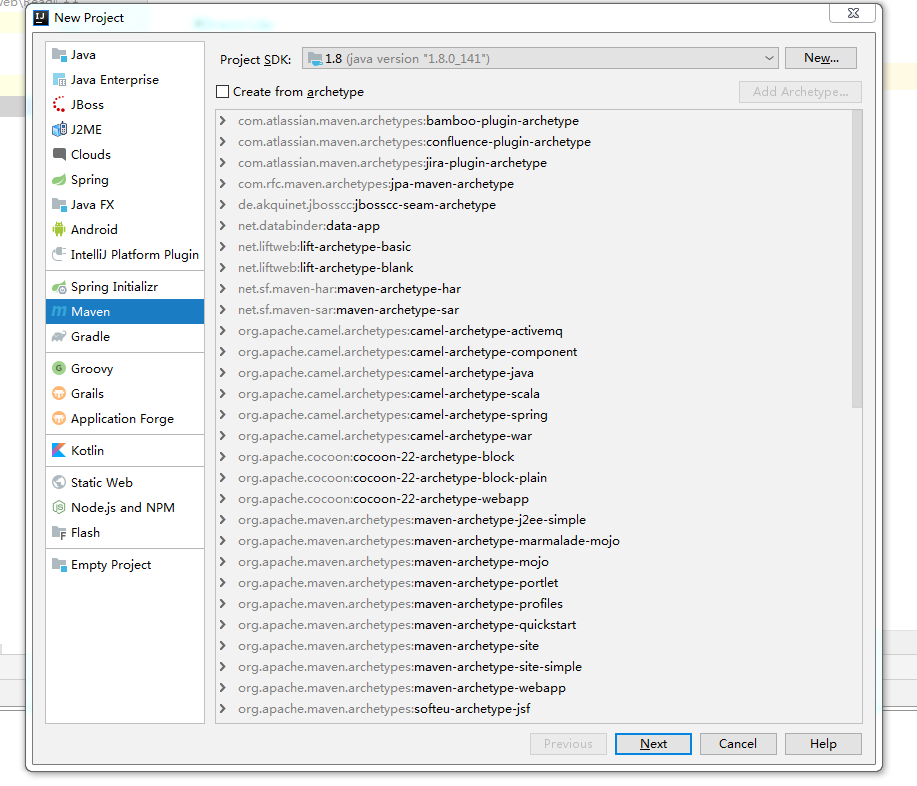 New Project
Java
Java Enterprise
JBoss
J2ME
Clouds
Spring
Java FX
Android
IntelliJ Platform Plugin
Spring Initializr
Maven
Gradle
Groovy
Grails
Application Forge
Kotlin
Static Web
Node.js and NPM
Flash
Empty Project
Project SDK: 1.8 (java version "1.8.0_141") New...
Create from archetype Add Archetype...
com.atlassian.maven.archetypes:bamboo-plugin-archetype
com.atlassian.maven.archetypes:confluence-plugin-archetype
com.atlassian.maven.archetypes:jira-plugin-archetype
com.rfc.maven.archetypes:jpa-maven-archetype
de.akquinet.jbosscc:jbosscc-seam-archetype
net.databinder:data-app
net.liftweb:lift-archetype-basic
net.liftweb:lift-archetype-blank
net.sf.maven-har:maven-archetype-har
net.sf.maven-sar:maven-archetype-sar
org.apache.camel.archetypes:camel-archetype-activemq
org.apache.camel.archetypes:camel-archetype-component
org.apache.camel.archetypes:camel-archetype-java
org.apache.camel.archetypes:camel-archetype-scala
org.apache.camel.archetypes:camel-archetype-spring
org.apache.camel.archetypes:camel-archetype-war
org.apache.cocoon:cocoon-22-archetype-block
org.apache.cocoon:cocoon-22-archetype-block-plain
org.apache.cocoon:cocoon-22-archetype-webapp
org.apache.maven.archetypes:maven-archetype-j2ee-simple
org.apache.maven.archetypes:maven-archetype-marmalade-mojo
org.apache.maven.archetypes:maven-archetype-mojo
org.apache.maven.archetypes:maven-archetype-portlet
org.apache.maven.archetypes:maven-archetype-profiles
org.apache.maven.archetypes:maven-archetype-quickstart
org.apache.maven.archetypes:maven-archetype-site
org.apache.maven.archetypes:maven-archetype-site-simple
org.apache.maven.archetypes:maven-archetype-webapp
org.apache.maven.archetypes:softeu-archetype-jsf
Previous Next Cancel Help